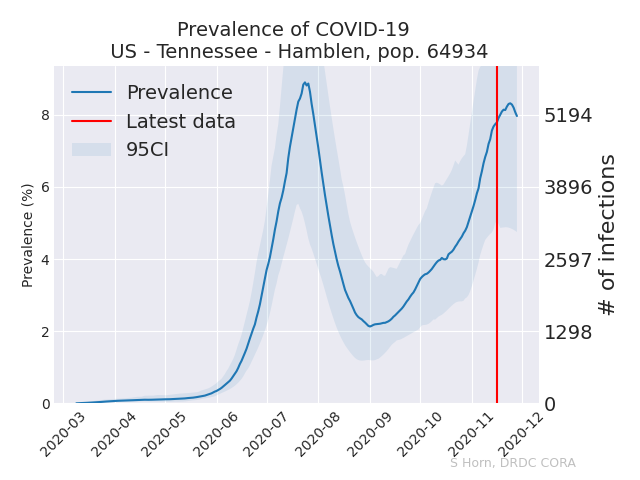 Prevalence of COVID-19
US - Tennessee - Hamblen, pop. 64934
Prevalence
Latest data
95CI
Prevalence (%)
8
6
4
2
0
5194
3896
2597
1298
0
# of infections
2020-03
2020-04
2020-05
2020-06
2020-07
2020-08
2020-09
2020-10
2020-11
2020-12
S Horn, DRDC CORA